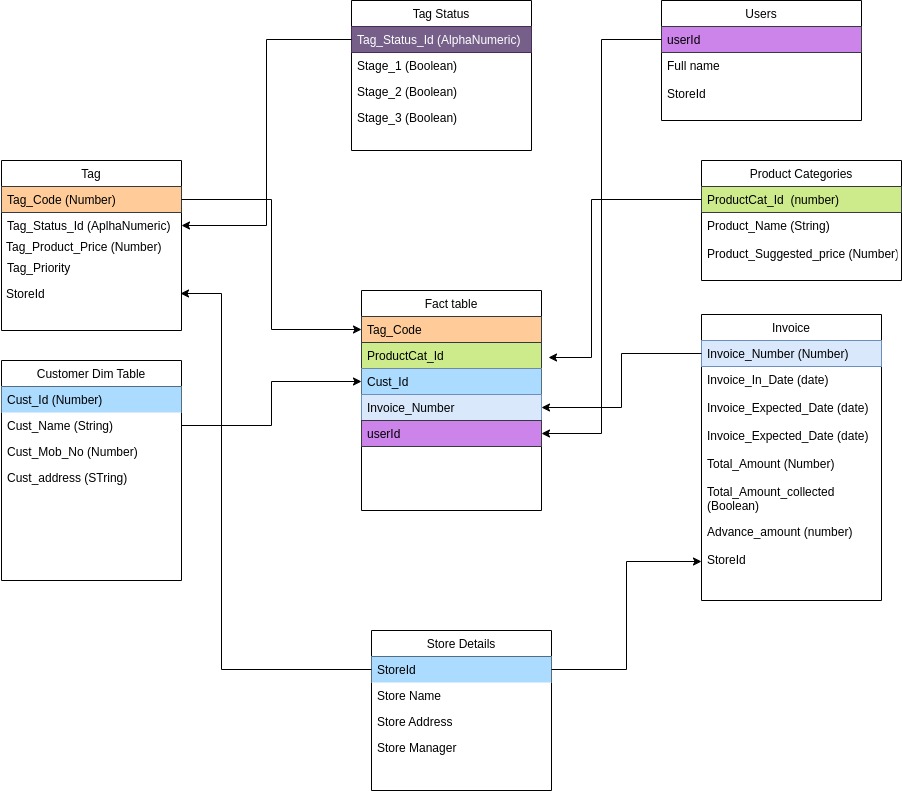 Tag Status
Tag_Status_Id (AlphaNumeric)
Stage_1 (Boolean)
Stage_2 (Boolean)
Stage_3 (Boolean)
Users
userId
Full name
StoreId
Tag
Tag_Code (Number)
Tag_Status_Id (AplhaNumeric)
Tag_Product_Price (Number)
Tag_Priority
StoreId
Product Categories
ProductCat_Id (number)
Product_Name (String)
Product_Suggested_price (Number)
Fact table
Tag_Code
ProductCat_Id
Cust_Id
Invoice_Number
userId
Customer Dim Table
Cust_Id (Number)
Cust_Name (String)
Cust_Mob_No (Number)
Cust_address (STring)
Invoice
Invoice_Number (Number)
Invoice_In_Date (date)
Invoice_Expected_Date (date)
Invoice_Expected_Date (date)
Total_Amount (Number)
Total_Amount_collected
(Boolean)
Advance_amount (number)
StoreId
Store Details
StoreId
Store Name
Store Address
Store Manager